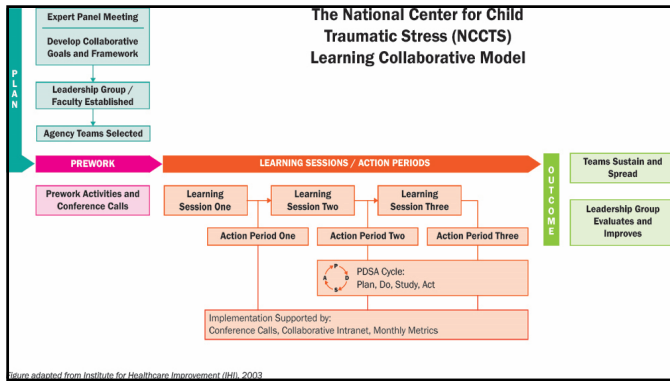 The National Center for Child
Traumatic Stress (NCCTS)
Learning Collaborative Model
PLAN
Expert Panel Meeting
Develop Collaborative
Goals and Framework
Leadership Group /
Faculty Established
Agency Teams Selected
PREWORK
LEARNING SESSIONS / ACTION PERIODS
OUTCOME
Prework Activities and
Conference Calls
Learning
Session One
Learning
Session Two
Learning
Session Three
Action Period One
Action Period Two
Action Period Three
P
D
S
A
PDSA Cycle:
Plan, Do, Study, Act
Implementation Supported by:
Conference Calls, Collaborative Intranet, Monthly Metrics
Teams Sustain and
Spread
Leadership Group
Evaluates and
Improves
Figure adapted from Institute for Healthcare Improvement (IHI), 2003